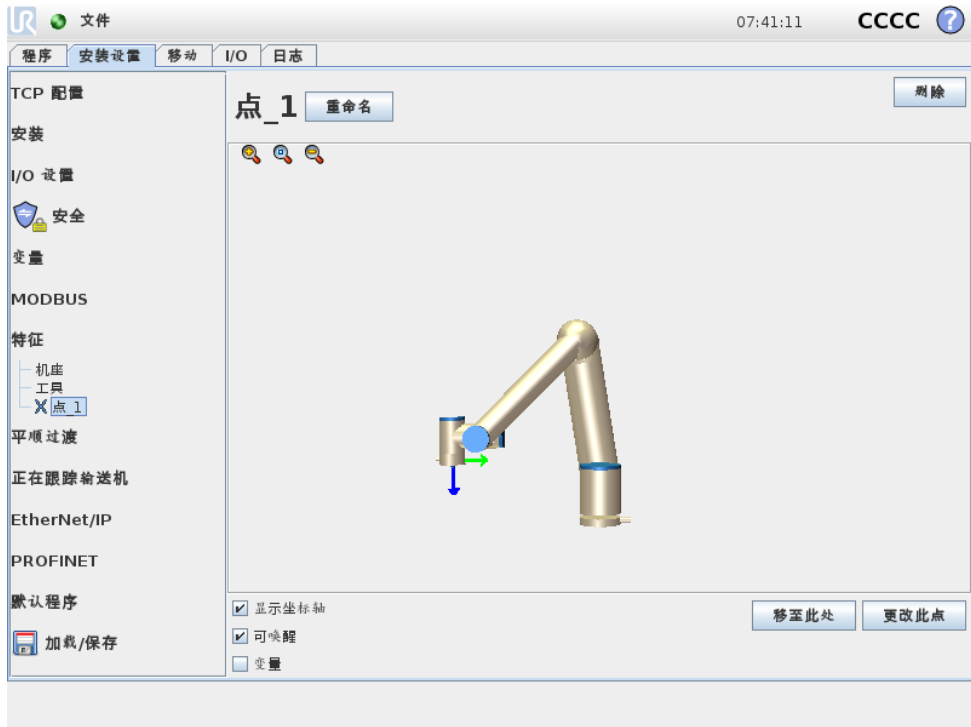 UR 文件 07:41:11 CCCC ?
程序 安装设置 移动 I/O 日志
TCP 配置
安装
I/O 设置
安全
变量
MODBUS
特征
机座
工具
点_1
平顺过渡
正在跟踪输送机
EtherNet/IP
PROFINET
默认程序
加载/保存
点_1 重命名 删除
显示坐标轴
可唤醒
变量
移至此处 更改此点